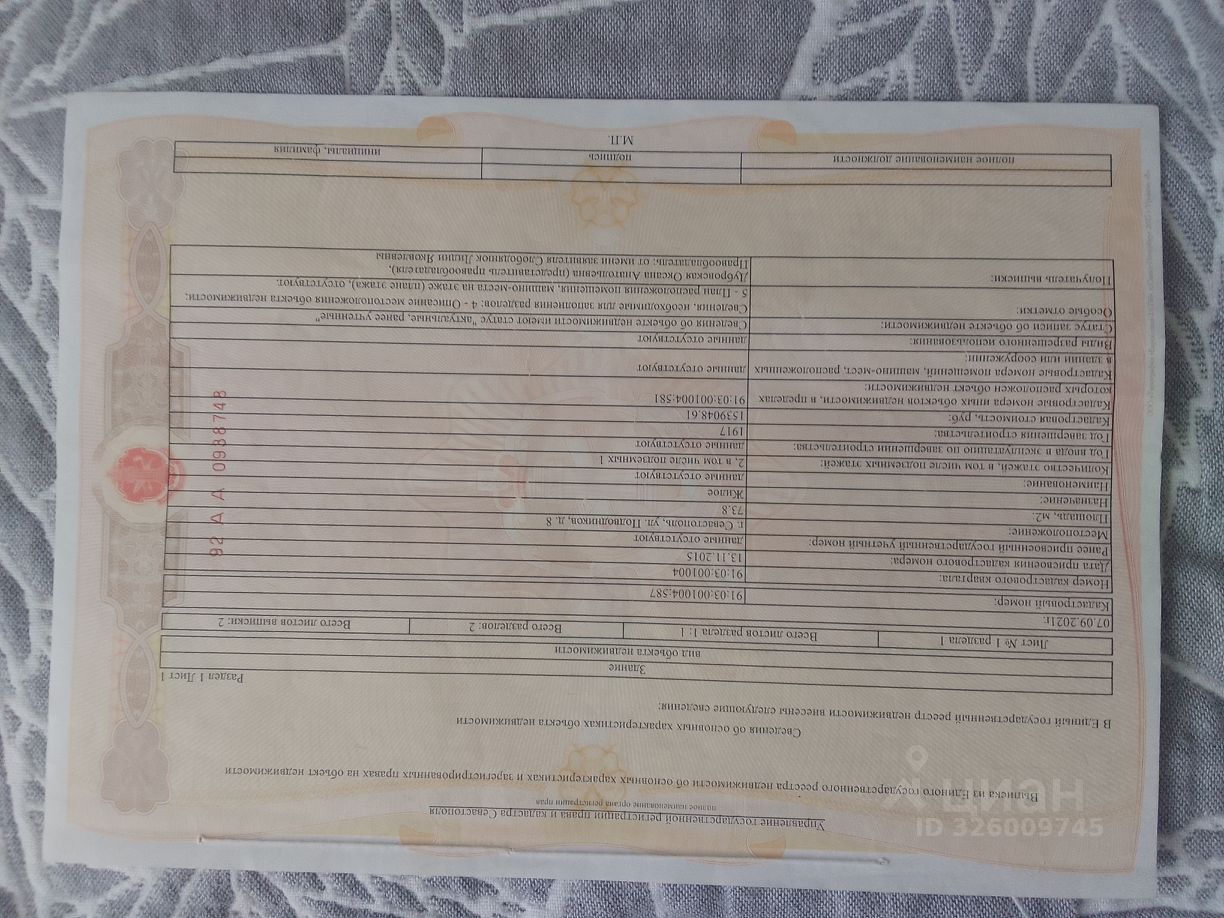 Управление государственной регистрации права и кадастра Севастополя
полное наименование органа регистрации прав
Выписка из Единого государственного реестра недвижимости об основных характеристиках и зарегистрированных правах на объект недвижимости
Сведения об основных характеристиках объекта недвижимости
В Единый государственный реестр недвижимости внесены следующие сведения:
Раздел 1 Лист 1
Здание
вид объекта недвижимости
Лист № 1 раздела 1 Всего листов раздела 1: 1 Всего разделов: 2 Всего листов выписки: 2
07.09.2021г.
Кадастровый номер: 91:03:001004:587
Номер кадастрового квартала: 91:03:001004
Дата присвоения кадастрового номера: 13.11.2015
Ранее присвоенный государственный учетный номер: данные отсутствуют
Местоположение: г. Севастополь, ул. Подводников, д. 8
Площадь, м2: 73.8
Назначение: Жилое
Наименование: данные отсутствуют
Количество этажей, в том числе подземных этажей: 2, в том числе подземных 1
Год ввода в эксплуатацию по завершении строительства: данные отсутствуют
Год завершения строительства: 1917
Кадастровая стоимость, руб: 1539048.61
Кадастровые номера иных объектов недвижимости, в пределах 91:03:001004:581
которых расположен объект недвижимости:
Кадастровые номера помещений, машино-мест, расположенных данные отсутствуют
в здании или сооружении:
Виды разрешенного использования: данные отсутствуют
Статус записи об объекте недвижимости: Сведения об объекте недвижимости имеют статус "актуальные, ранее учтенные"
Особые отметки: Сведения, необходимые для заполнения разделов: 4 - Описание местоположения объекта недвижимости;
5 - План расположения помещения, машино-места на этаже (плане этажа), отсутствуют.
Получатель выписки: Дубровская Оксана Анатольевна (представитель правообладателя),
Правообладатель: от имени заявителя Слободянюк Лидии Яковлевны
полное наименование должности подпись инициалы, фамилия
М.П.
92 А А 0988748
ЦИАН
ID 326009745